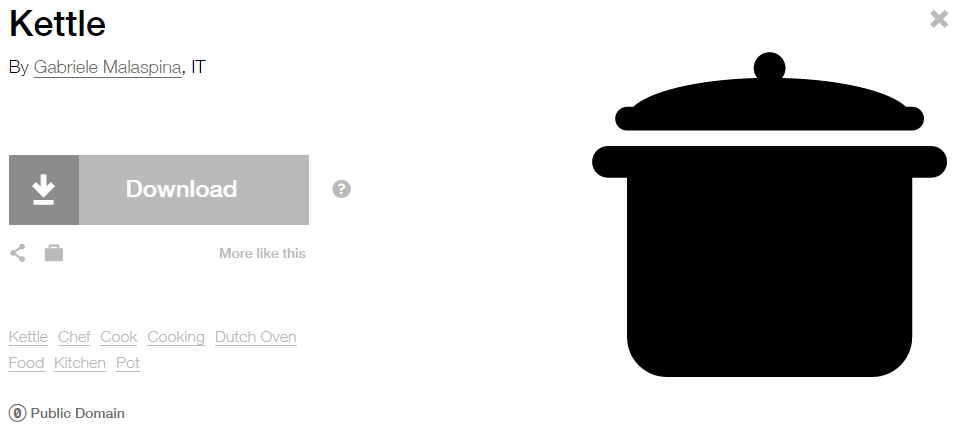 Kettle
By Gabriele Malaspina, IT
Download
?
More like this
Kettle Chef Cook Cooking Dutch Oven
Food Kitchen Pot
0 Public Domain